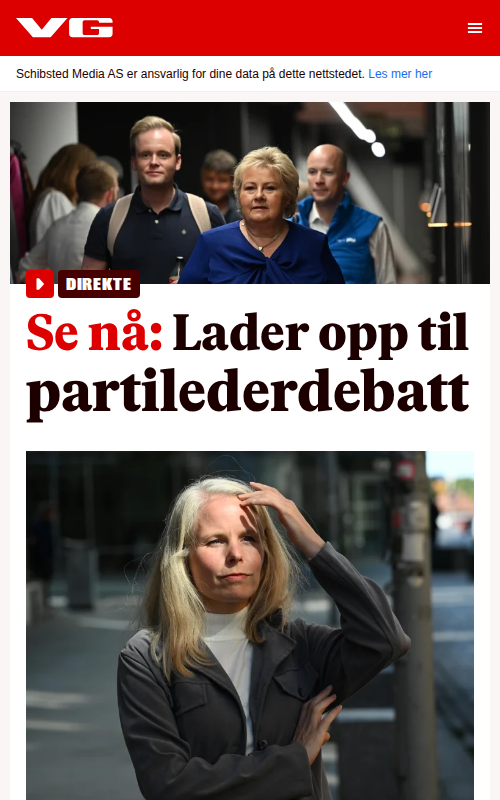 VG
Schibsted Media AS er ansvarlig for dine data på dette nettstedet. Les mer her
DIREKTE
Se nå: Lader opp til
partilederdebatt